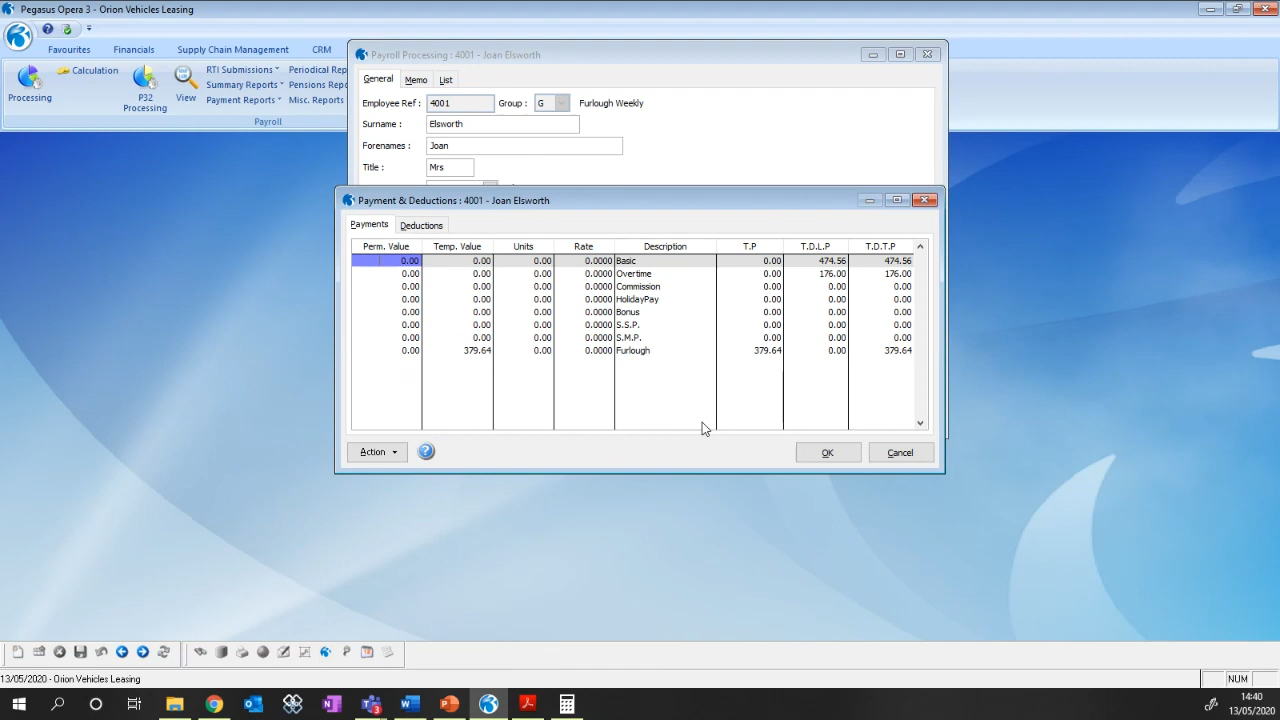 Pegasus Opera 3 - Orion Vehicles Leasing
Favourites Financials Supply Chain Management CRM
Processing
Calculation
P32 Processing
View
RTI Submissions
Summary Reports
Payment Reports
Periodical Rep
Pensions Repo
Misc. Reports
Payroll
Payroll Processing : 4001 - Joan Elsworth
General Memo List
Employee Ref : 4001 Group : G Furlough Weekly
Surname : Elsworth
Forenames : Joan
Title : Mrs
Payment & Deductions : 4001 - Joan Elsworth
Payments Deductions
Perm. Value Temp. Value Units Rate Description T.P T.D.L.P T.D.T.P
0.00 0.00 0.00 0.0000 Basic 0.00 474.56 474.56
0.00 0.00 0.00 0.0000 Overtime 0.00 176.00 176.00
0.00 0.00 0.00 0.0000 Commission 0.00 0.00 0.00
0.00 0.00 0.00 0.0000 HolidayPay 0.00 0.00 0.00
0.00 0.00 0.00 0.0000 Bonus 0.00 0.00 0.00
0.00 0.00 0.00 0.0000 S.S.P. 0.00 0.00 0.00
0.00 0.00 0.00 0.0000 S.M.P. 0.00 0.00 0.00
0.00 379.64 0.00 0.0000 Furlough 379.64 0.00 379.64
Action OK Cancel
13/05/2020 - Orion Vehicles Leasing NUM
14:40
13/05/2020